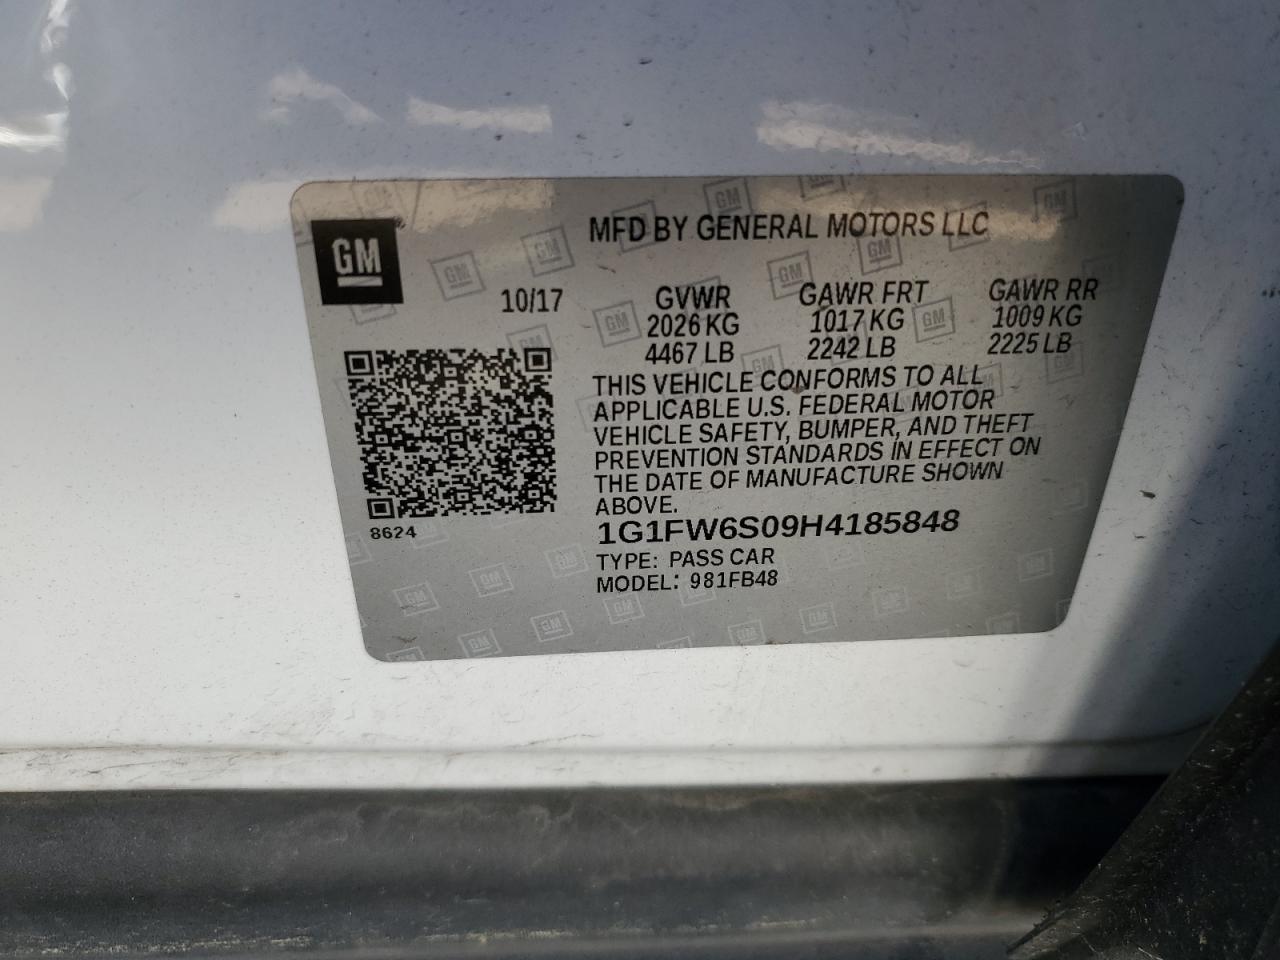 GM
MFD BY GENERAL MOTORS LLC
10/17
GVWR GAWR FRT GAWR RR
2026 KG 1017 KG 1009 KG
4467 LB 2242 LB 2225 LB
THIS VEHICLE CONFORMS TO ALL
APPLICABLE U.S. FEDERAL MOTOR
VEHICLE SAFETY, BUMPER, AND THEFT
PREVENTION STANDARDS IN EFFECT ON
THE DATE OF MANUFACTURE SHOWN
ABOVE.
8624
1G1FW6S09H4185848
TYPE: PASS CAR
MODEL: 981FB48